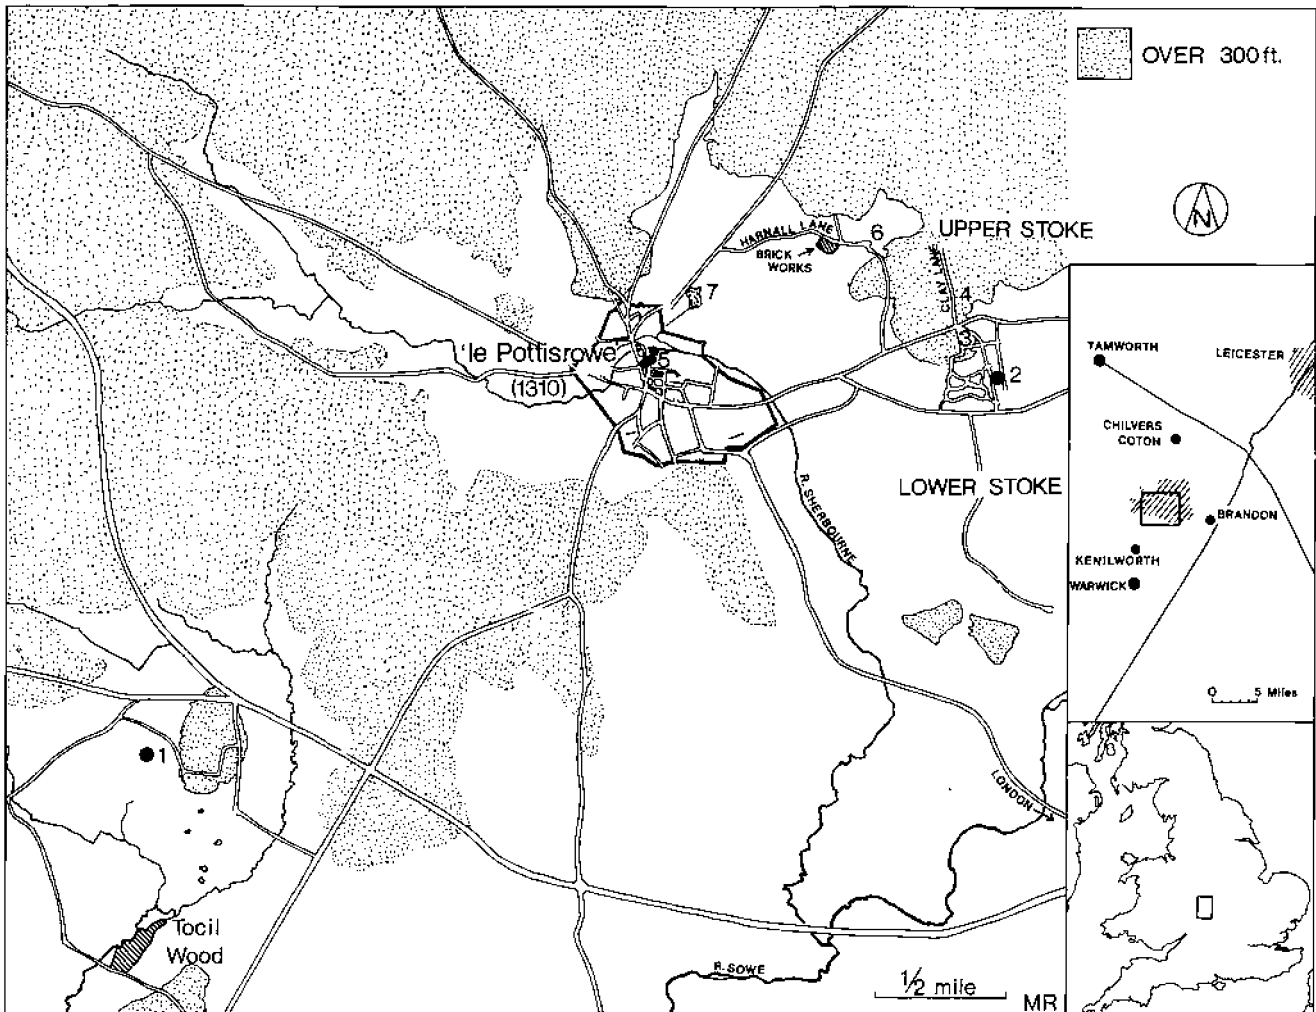 OVER 300 ft.
N
HARNALL LANE
6
UPPER STOKE
BRICK
WORKS
CLAY LN.
7
4
3
'le Pottisrowe'
(1310)
5
2
TAMWORTH
LEICESTER
CHILVERS
COTON
LOWER STOKE
R. SHERBOURNE
BRANDON
KENILWORTH
WARWICK
0 5 Miles
1
LONDON
Tocil
Wood
R. SOWE
1/2 mile
MR